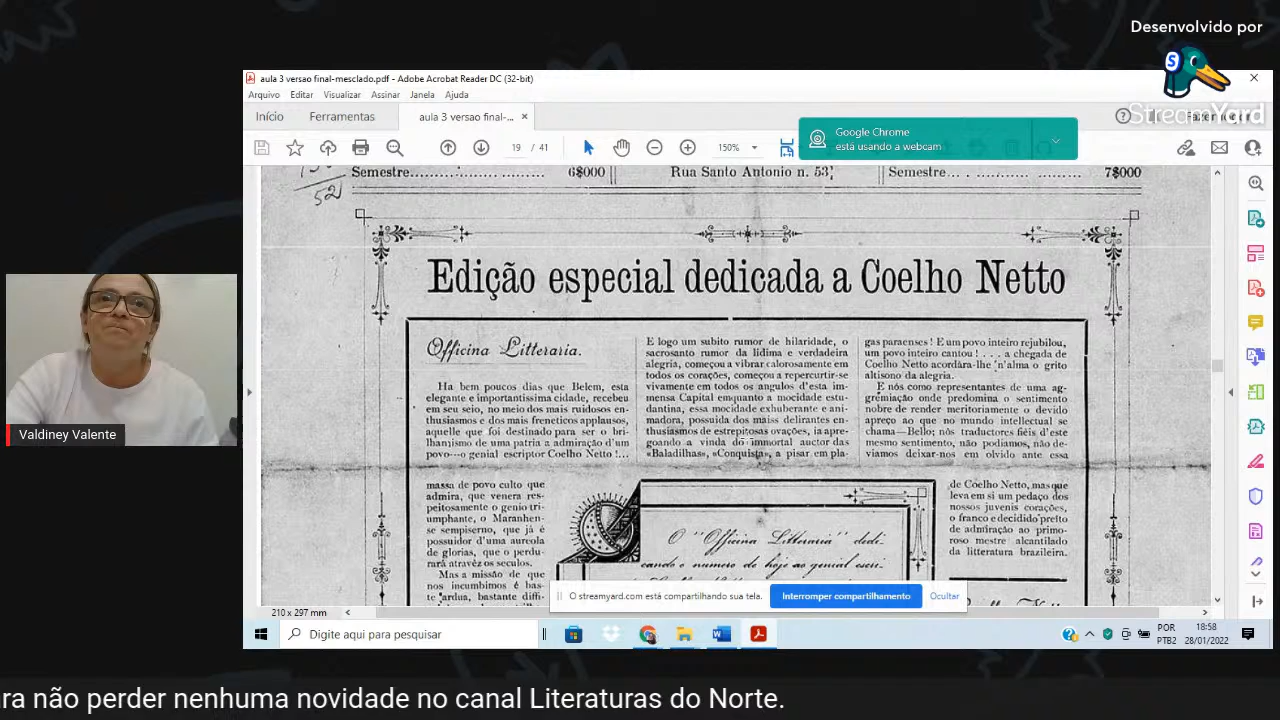 Desenvolvido por
StreamYard
aula 3 versao final-mesclado.pdf - Adobe Acrobat Reader DC (32-bit)
Arquivo Editar Visualizar Assinar Janela Ajuda
Início Ferramentas aula 3 versao final-...
19 / 41 150%
Google Chrome
está usando a webcam
Semestre 6$000 Rua Santo Antonio n. 53 Semestre 7$000
Edição especial dedicada a Coelho Netto
Officina Litteraria.
Ha bem poucos dias que Belem, esta
elegante e importantissima cidade, recebeu
em seu seio, no meio dos mais ruidosos en-
thusiasmos e dos mais freneticos applausos,
aquelle que foi destinado para ser o bri-
lhanjismo de uma patria a admiração d'um
povo---o genial escriptor Coelho Netto !...
E logo um subito rumor de hilaridade, o
sacrosanto rumor da lidima e verdadeira
alegria, começou a vibrar calorosamente em
todos os corações, começou a repercurtir-se
vivamente em todos os angulos d'esta im-
mensa Capital emquanto a mocidade estu-
dantina, essa mocidade exhuberante e ani-
madora, possuida dos maiss delirantes en-
thusiasmos de estrepitosas ovações, ia apre-
goando a vinda do immortal auctor das
«Baladilhas», «Conquista», a pisar em pla-
gas paraenses ! E um povo inteiro rejubilou,
um povo inteiro cantou ! . . . a chegada de
Coelho Netto acordára-lhe n'alma o grito
altisono da alegria.
E nós como representantes de uma ag-
gremiação onde predomina o sentimento
nobre de render meritoriamente o devido
apreço ao que no mundo intellectual se
chama—Bello; nós traductores fiéis d'este
mesmo sentimento, não podiamos, não de-
viamos deixar-nos em olvido ante essa
massa de povo culto que
admira, que venera res-
peitosamente o genio tri-
umphante, o Maranhen-
se sempiserno, que já é
possuidor d'uma aureola
de glorias, que o perdu-
rará atravèz os seculos.
Mas a missão de que
nos incumbimos é bas-
te ardua, bastante diffi-
O "Officina Litteraria" dedi-
cando o numero de hoje ao genial escri-
de Coelho Netto, mas que
leva em si um pedaço dos
nossos juvenis corações,
o franco e decidido preito
de admiração ao primo-
roso mestre alcantilado
da litteratura brazileira.
Valdiney Valente
O streamyard.com está compartilhando sua tela. Interromper compartilhamento Ocultar
210 x 297 mm
Digite aqui para pesquisar
POR
PTB2
18:58
28/01/2022
ra não perder nenhuma novidade no canal Literaturas do Norte.